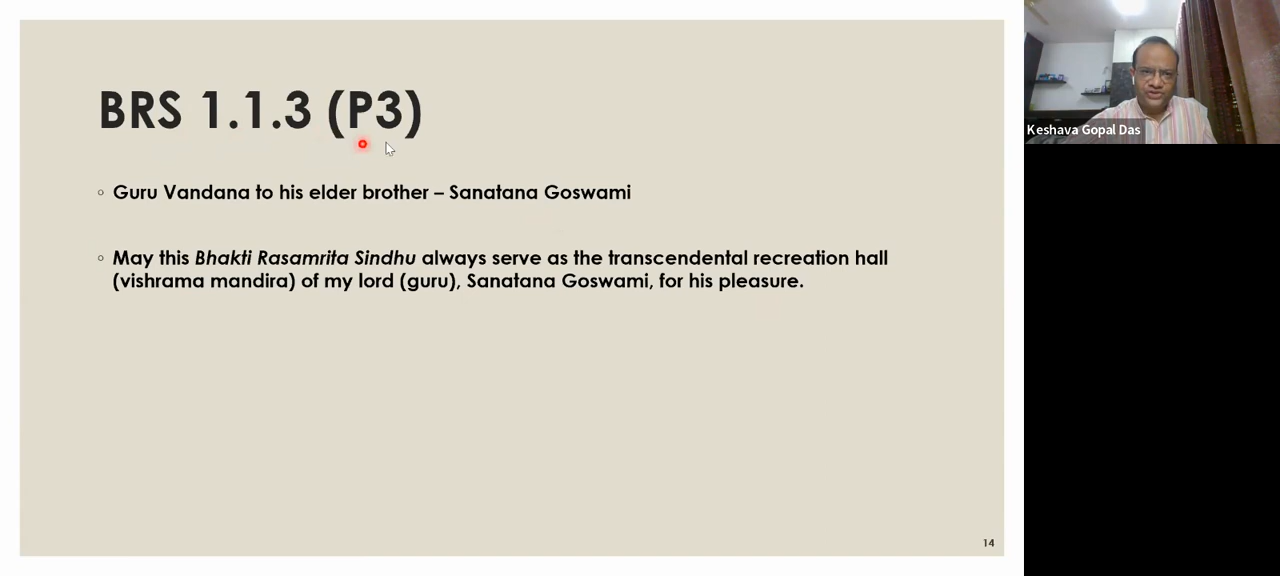 BRS 1.1.3 (P3)
◦ Guru Vandana to his elder brother – Sanatana Goswami
◦ May this Bhakti Rasamrita Sindhu always serve as the transcendental recreation hall
(vishrama mandira) of my lord (guru), Sanatana Goswami, for his pleasure.
14
Keshava Gopal Das